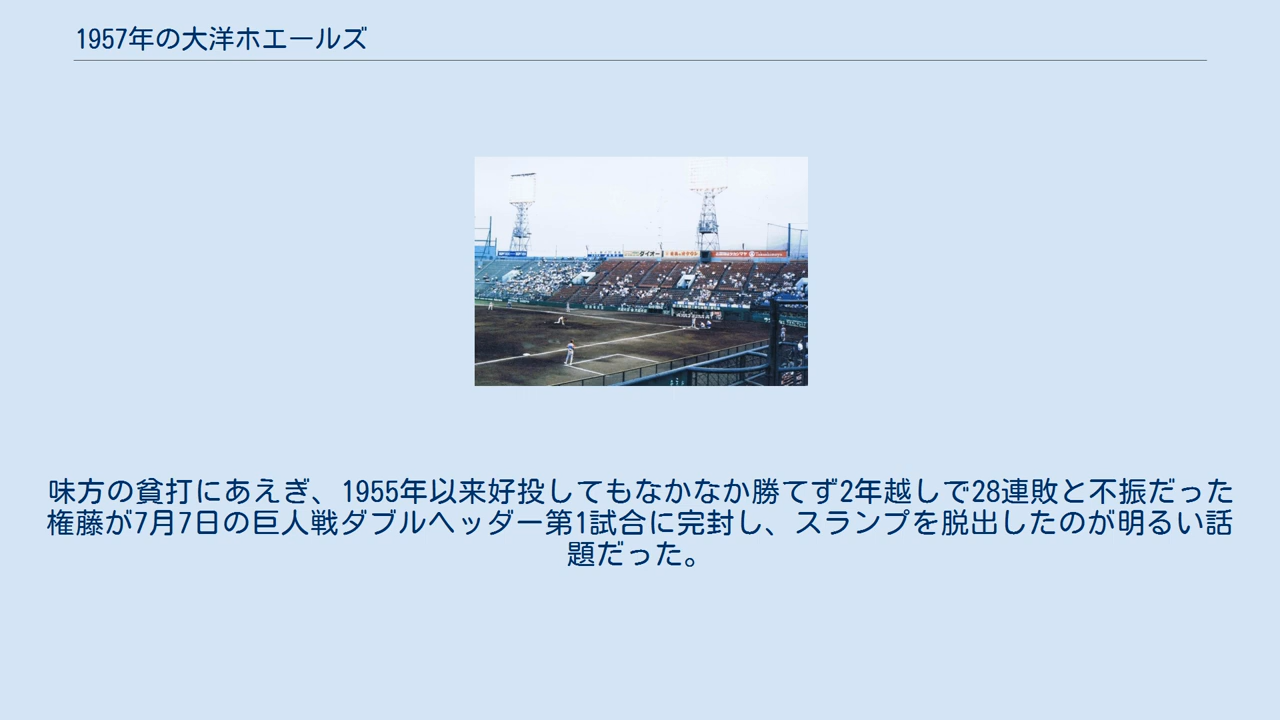 1957年の大洋ホエールズ
ダイオー
味方の貧打にあえぎ、1955年以来好投してもなかなか勝てず2年越しで28連敗と不振だった
権藤が7月7日の巨人戦ダブルヘッダー第1試合に完封し、スランプを脱出したのが明るい話
題だった。